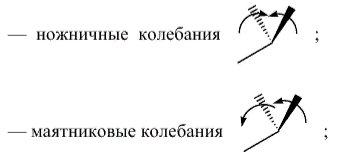 — ножничные колебания ;
— маятниковые колебания ;